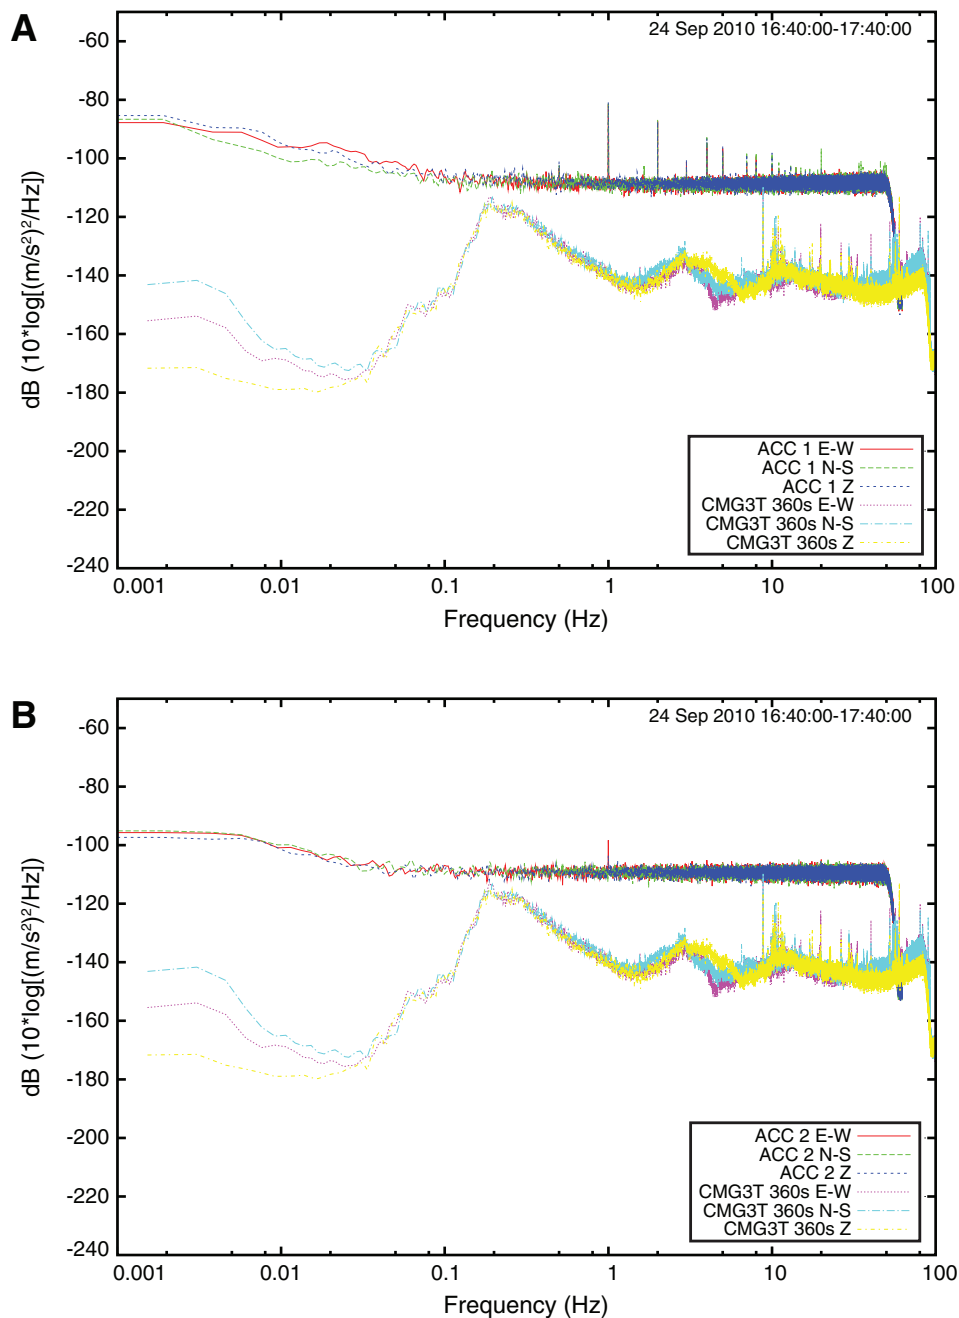 A
24 Sep 2010 16:40:00-17:40:00
-60
-80
-100
-120
-140
-160
-180
-200
-220
-240
dB (10*log[(m/s²)²/Hz])
ACC 1 E-W
ACC 1 N-S
ACC 1 Z
CMG3T 360s E-W
CMG3T 360s N-S
CMG3T 360s Z
0.001 0.01 0.1 1 10 100
Frequency (Hz)
B
24 Sep 2010 16:40:00-17:40:00
-60
-80
-100
-120
-140
-160
-180
-200
-220
-240
dB (10*log[(m/s²)²/Hz])
ACC 2 E-W
ACC 2 N-S
ACC 2 Z
CMG3T 360s E-W
CMG3T 360s N-S
CMG3T 360s Z
0.001 0.01 0.1 1 10 100
Frequency (Hz)